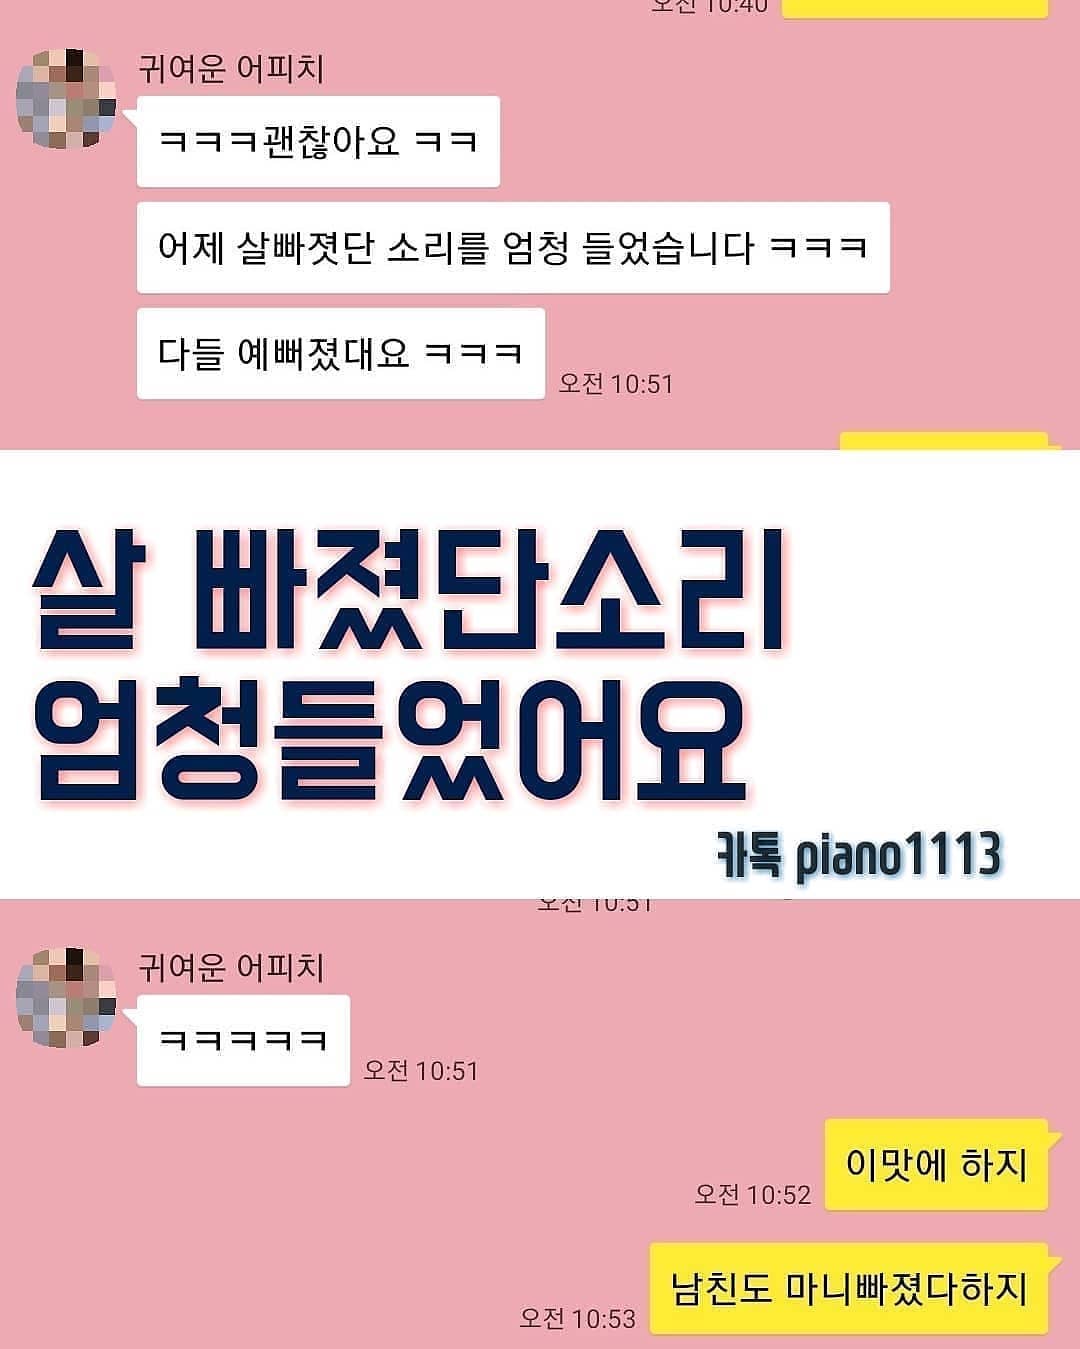 오전 10:40
귀여운 어피치
ㅋㅋㅋ괜찮아요 ㅋㅋ
어제 살빠졋단 소리를 엄청 들었습니다 ㅋㅋㅋ
다들 예뻐졌대요 ㅋㅋㅋ
오전 10:51
살 빠졌단소리
엄청들었어요
카톡 piano1113
오전 10:51
귀여운 어피치
ㅋㅋㅋㅋㅋ
오전 10:51
이맛에 하지
오전 10:52
남친도 마니빠졌다하지
오전 10:53